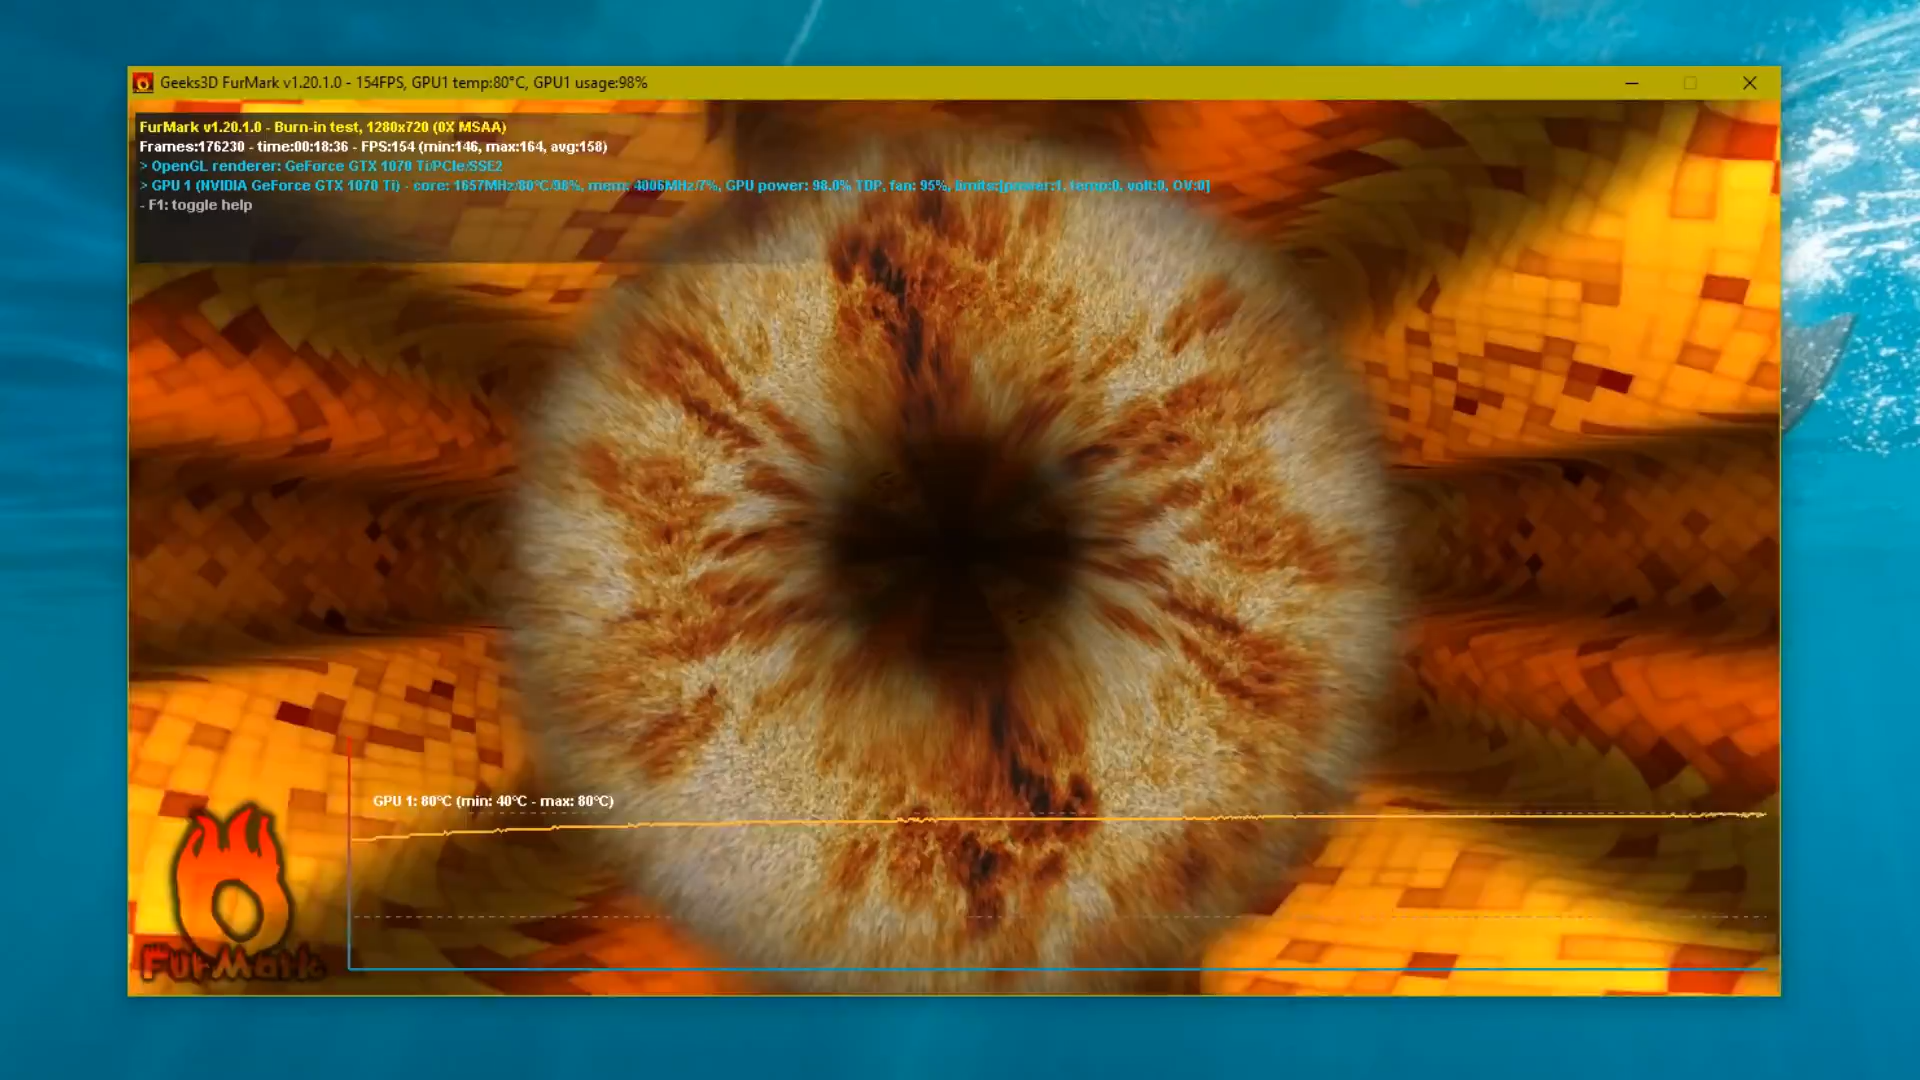 Geeks3D FurMark v1.20.1.0 - 154FPS, GPU1 temp:80°C, GPU1 usage:98%
FurMark v1.20.1.0 - Burn-in test, 1280x720 (0X MSAA)
Frames:176230 - time:00:18:36 - FPS:154 (min:146, max:164, avg:158)
> OpenGL renderer: GeForce GTX 1070 Ti/PCIe/SSE2
> GPU 1 (NVIDIA GeForce GTX 1070 Ti) - core: 1657MHz/80°C/98%, mem: 4006MHz/7%, GPU power: 98.0% TDP, fan: 95%, limits:[power:1, temp:0, volt:0, OV:0]
- F1: toggle help
GPU 1: 80°C (min: 40°C - max: 80°C)
FurMark